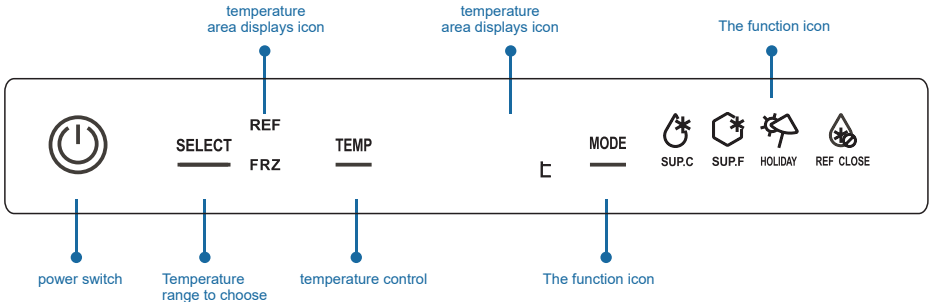 temperature
area displays icon
temperature
area displays icon
The function icon
REF
SELECT
FRZ
TEMP
MODE
SUP.C
SUP.F
HOLIDAY
REF CLOSE
power switch
Temperature
range to choose
temperature control
The function icon